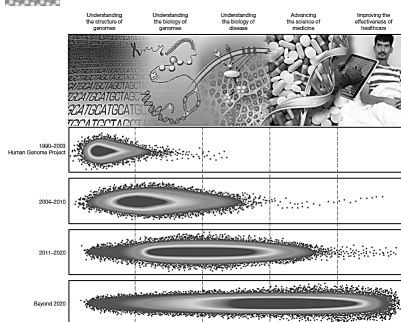 Understanding
the structure of
genomes
Understanding
the biology of
genomes
Understanding
the biology of
disease
Advancing
the science of
medicine
Improving the
effectiveness of
healthcare
1990–2003
Human Genome Project
2004–2010
2011–2020
Beyond 2020